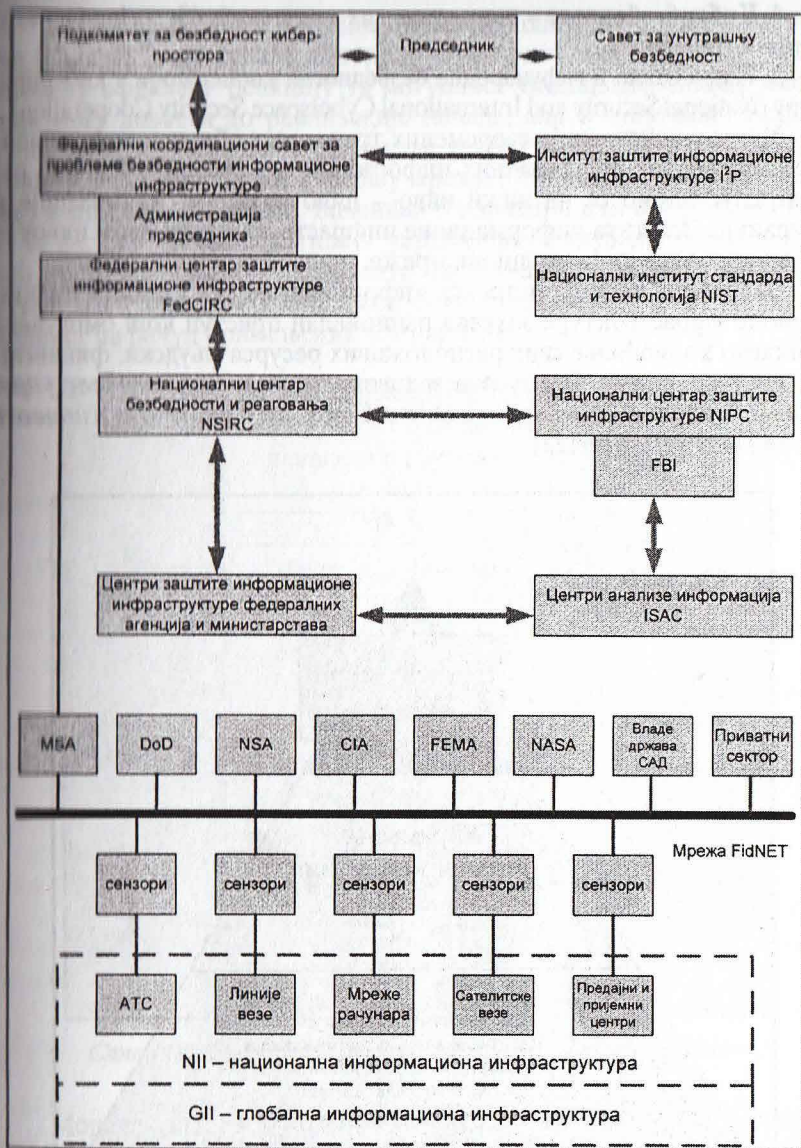 Подкомитет за безбедност кибер-
простора
Председник
Савет за унутрашњу
безбедност
Федерални координациони савет за
проблеме безбедности информационе
инфраструктуре
Инситут заштите информационе
инфраструктуре I²P
Администрација
председника
Федерални центар заштите
информационе инфраструктуре
FedCIRC
Национални институт стандарда
и технологија NIST
Национални центар
безбедности и реаговања
NSIRC
Национални центар заштите
инфраструктуре NIPC
FBI
Центри заштите информационе
инфраструктуре федералних
агенција и министарстава
Центри анализе информација
ISAC
MSA
DoD
NSA
CIA
FEMA
NASA
Владе
држава
САД
Приватни
сектор
Мрежа FidNET
сензори
сензори
сензори
сензори
сензори
АТС
Линије
везе
Мреже
рачунара
Сателитске
везе
Предајни и
пријемни
центри
NII – национална информациона инфраструктура
GII – глобална информациона инфраструктура